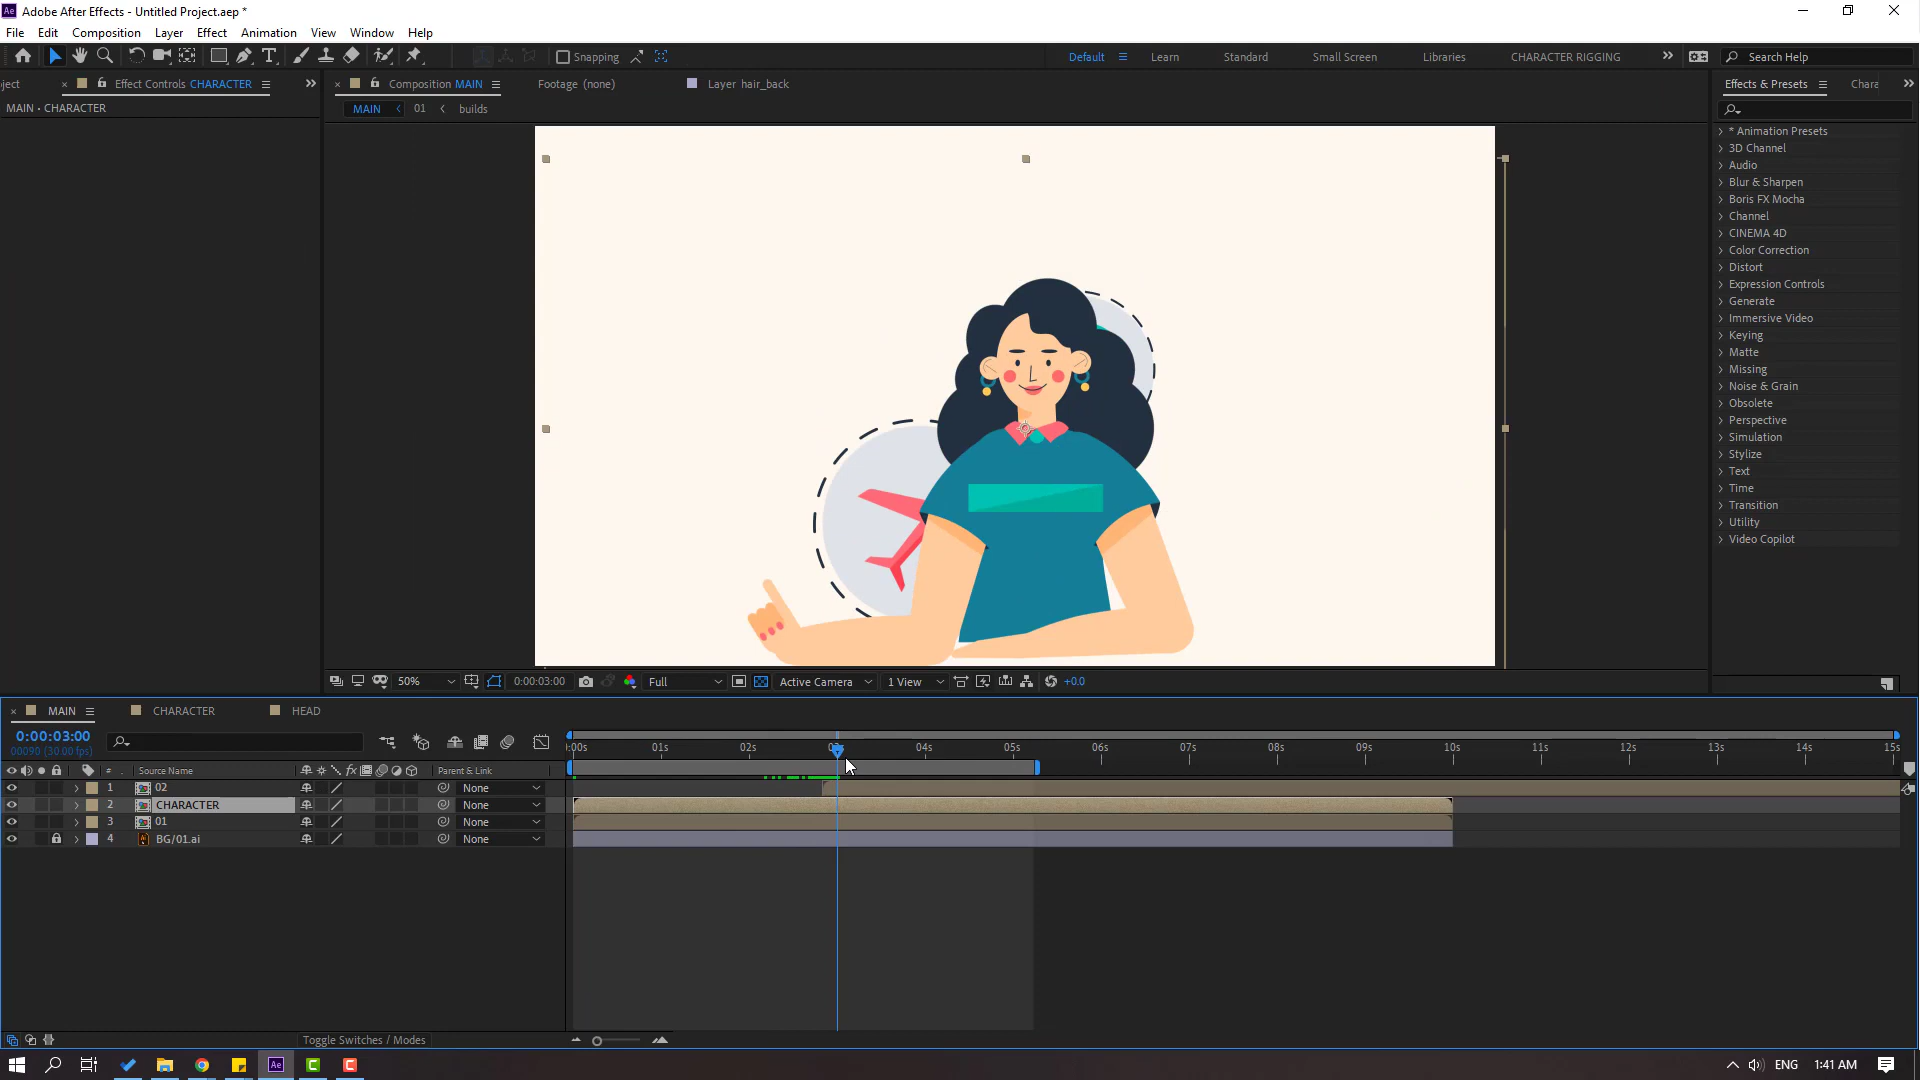 Adobe After Effects - Untitled Project.aep *
File Edit Composition Layer Effect Animation View Window Help
Snapping Default Learn Standard Small Screen Libraries CHARACTER RIGGING Search Help
ject Effect Controls CHARACTER Composition MAIN Footage (none) Layer hair_back Effects & Presets Chara
MAIN • CHARACTER
MAIN 01 builds
* Animation Presets
3D Channel
Audio
Blur & Sharpen
Boris FX Mocha
Channel
CINEMA 4D
Color Correction
Distort
Expression Controls
Generate
Immersive Video
Keying
Matte
Missing
Noise & Grain
Obsolete
Perspective
Simulation
Stylize
Text
Time
Transition
Utility
Video Copilot
50% 0:00:03:00 Full Active Camera 1 View +0.0
MAIN CHARACTER HEAD
0:00:03:00
00090 (30.00 fps)
:00s 01s 02s 04s 05s 06s 07s 08s 09s 10s 11s 12s 13s 14s 15s
# Source Name fx Parent & Link
1 02 None
2 CHARACTER None
3 01 None
4 BG/01.ai None
Toggle Switches / Modes
Ae ENG 1:41 AM